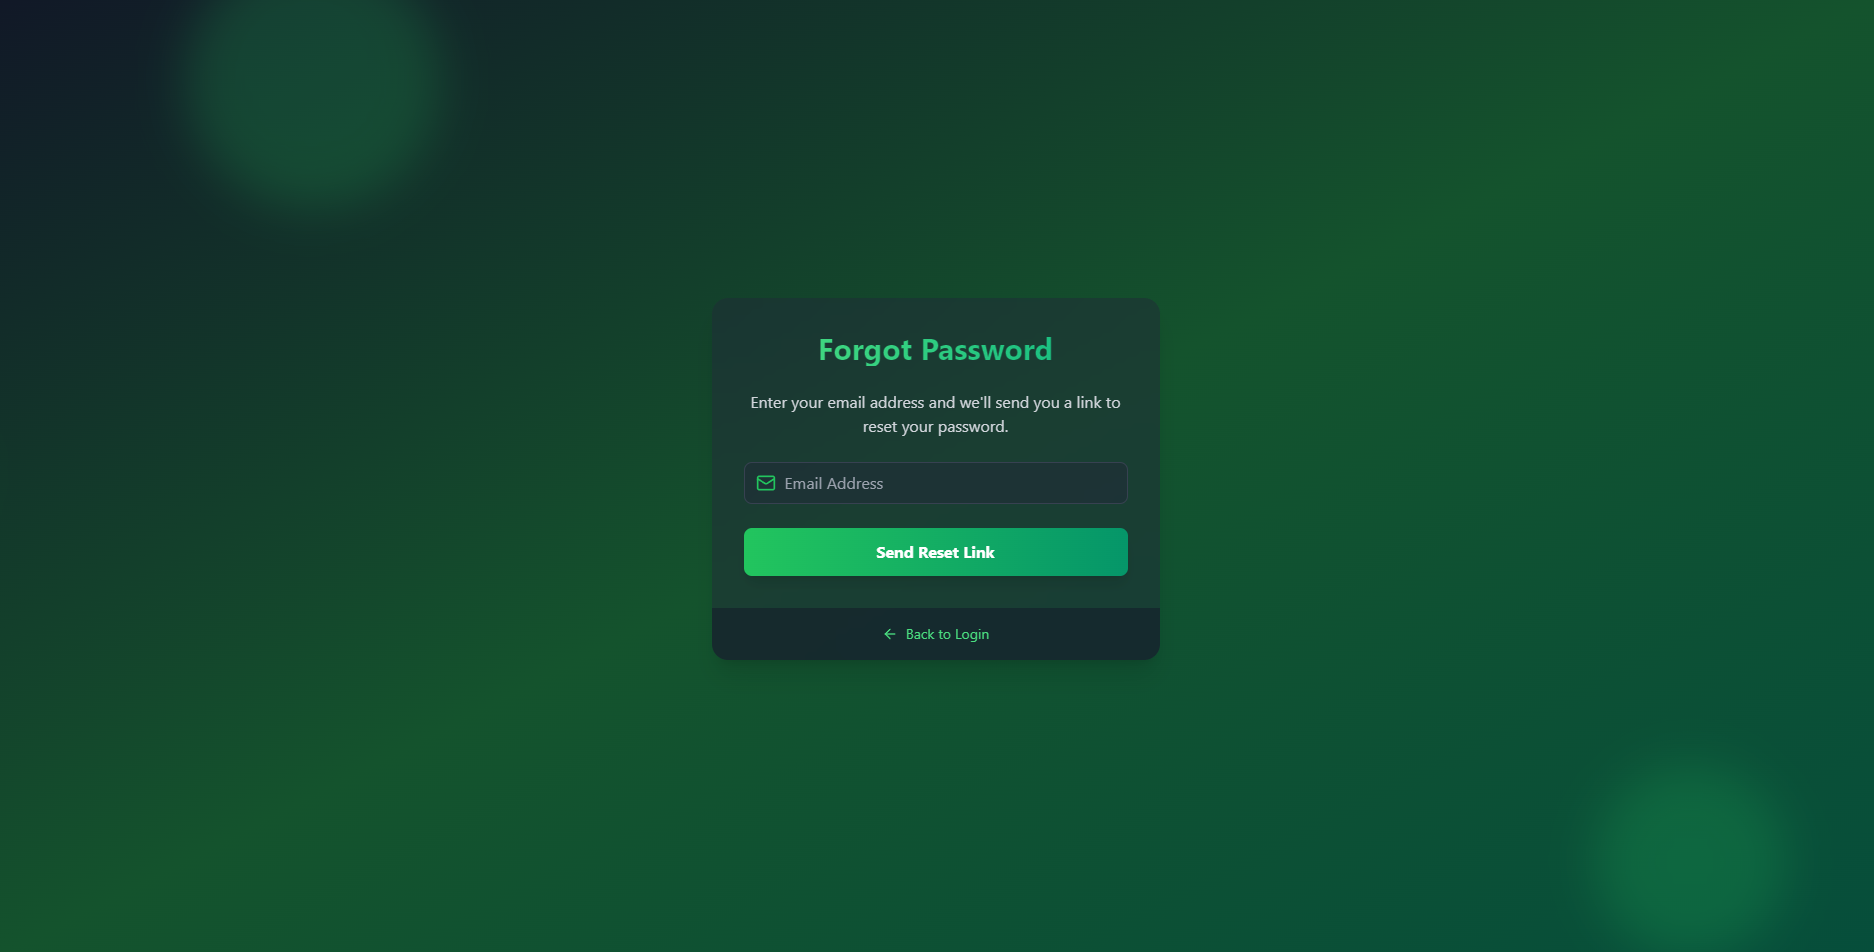 Forgot Password
Enter your email address and we'll send you a link to
reset your password.
Email Address
Send Reset Link
Back to Login